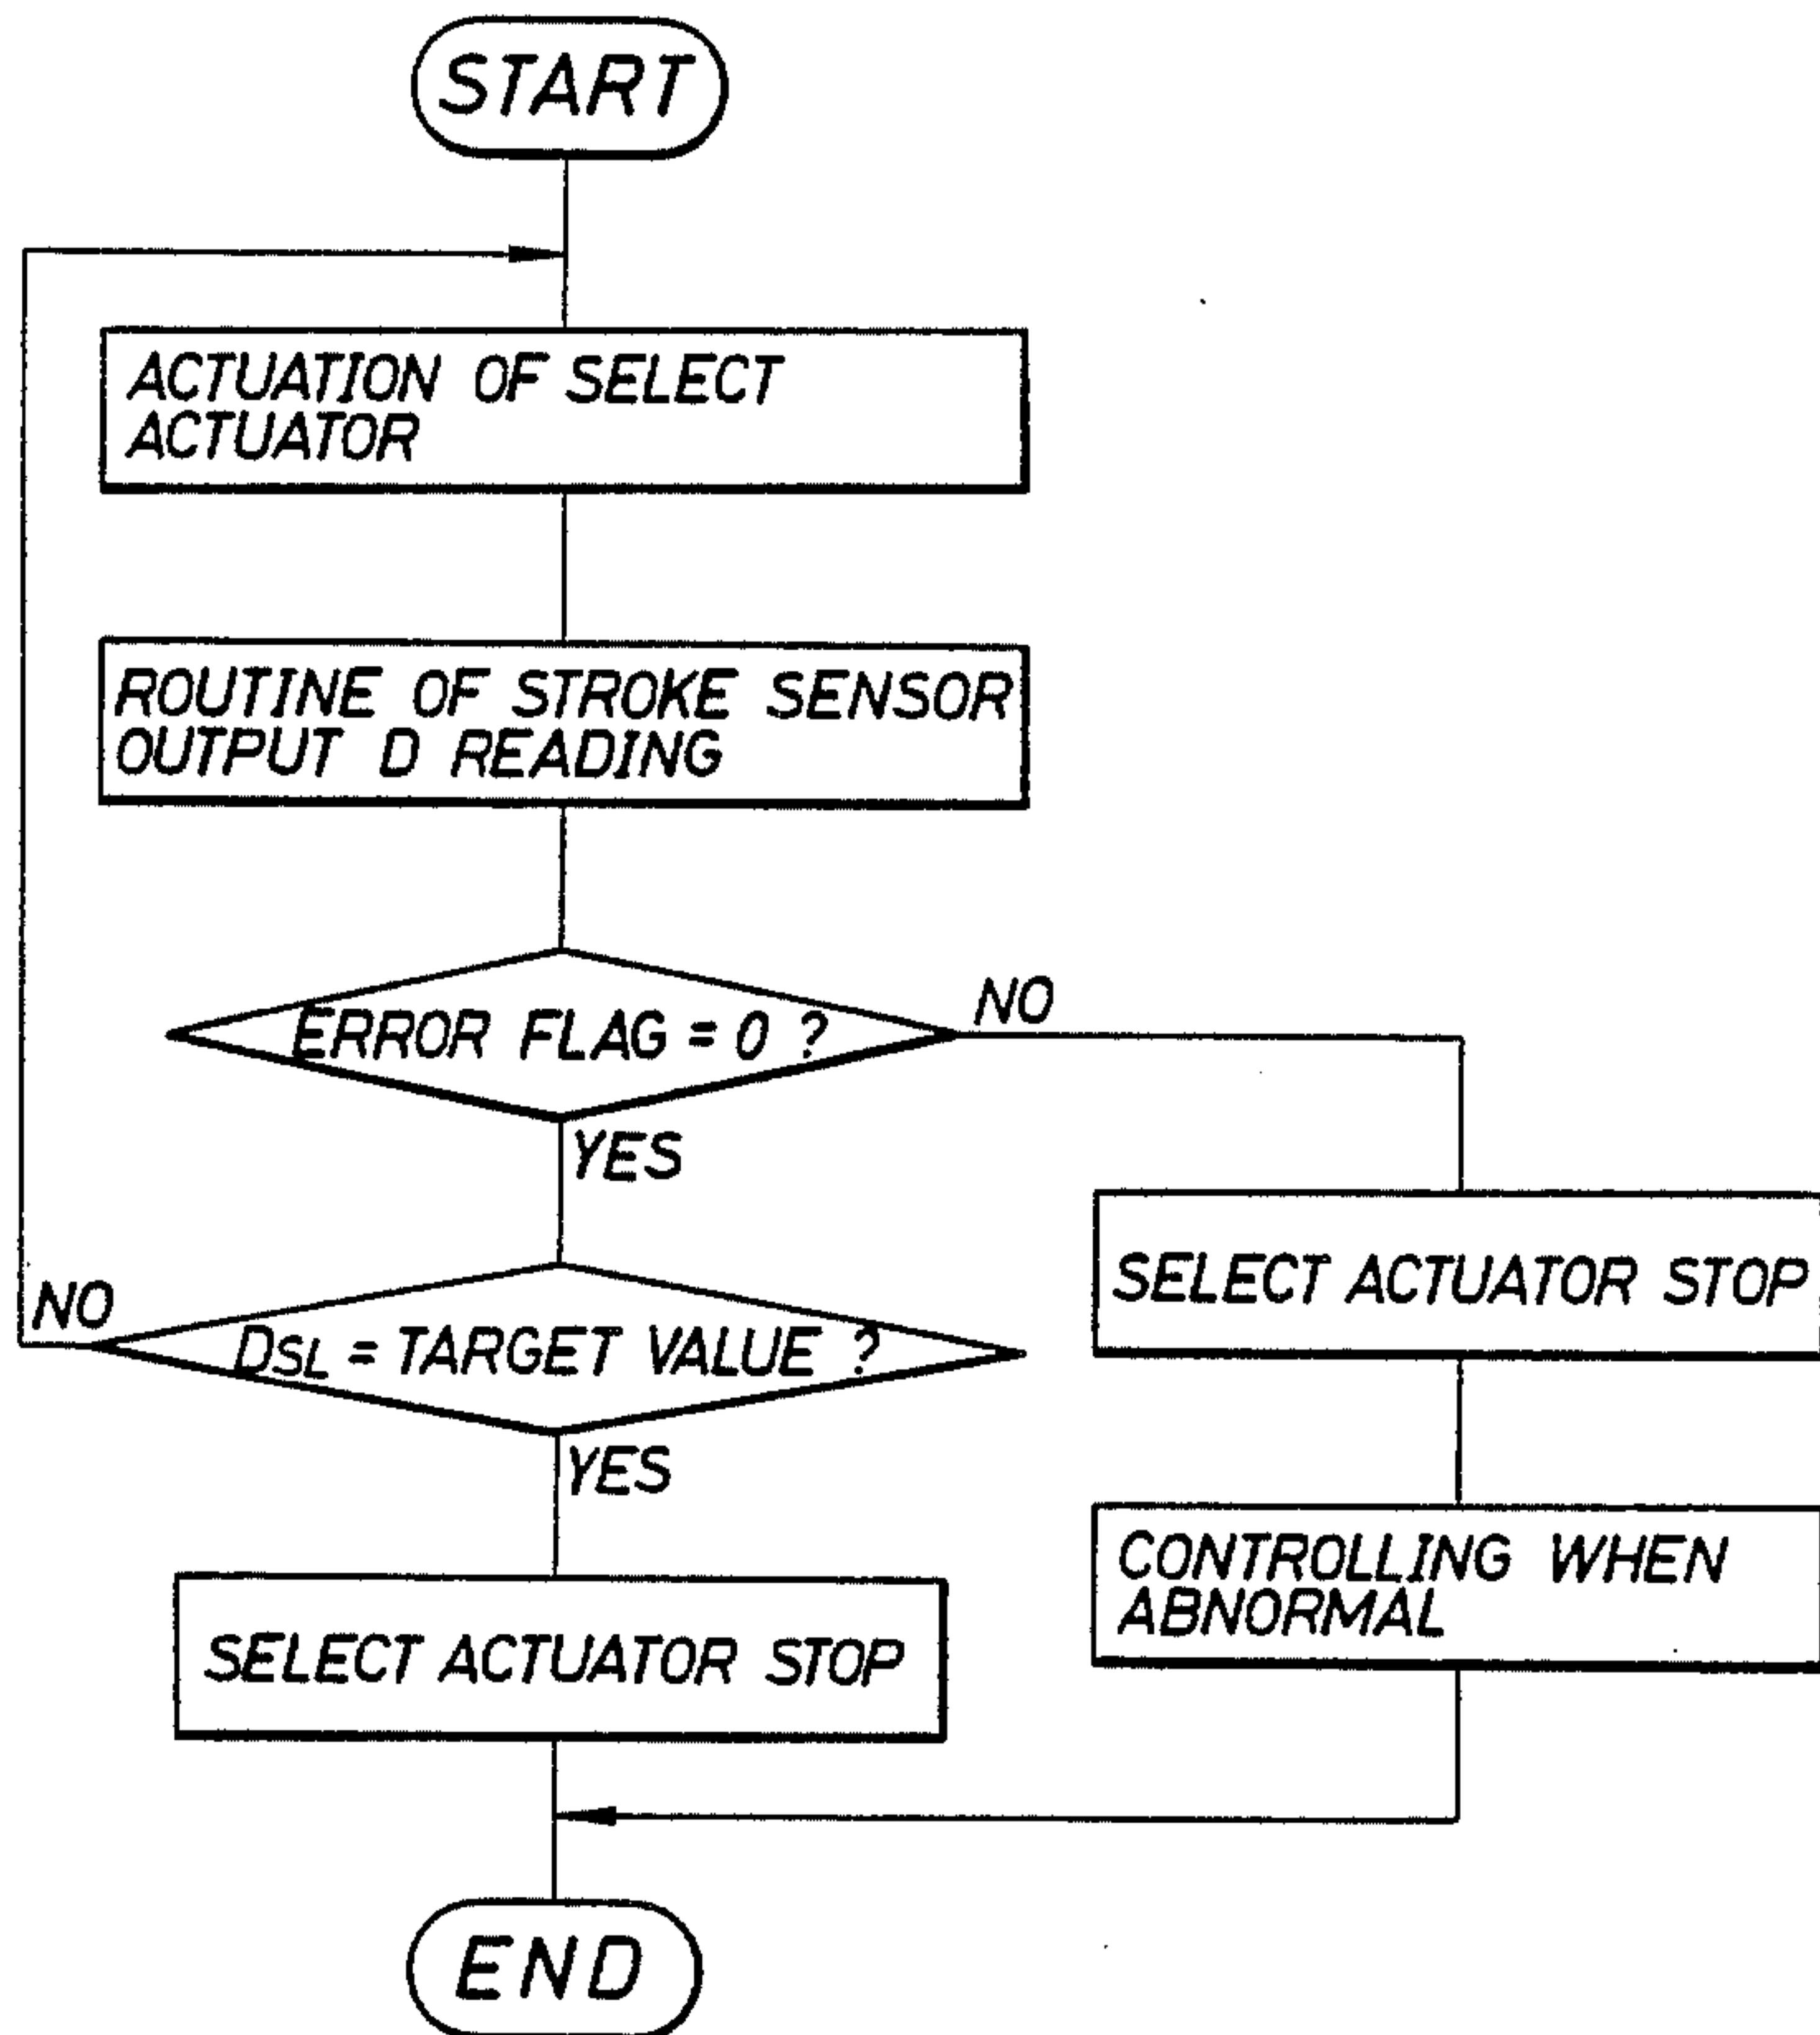 START
ACTUATION OF SELECT
ACTUATOR
ROUTINE OF STROKE SENSOR
OUTPUT D READING
ERROR FLAG = 0 ?
NO
YES
DSL = TARGET VALUE ?
NO
YES
SELECT ACTUATOR STOP
SELECT ACTUATOR STOP
CONTROLLING WHEN
ABNORMAL
END